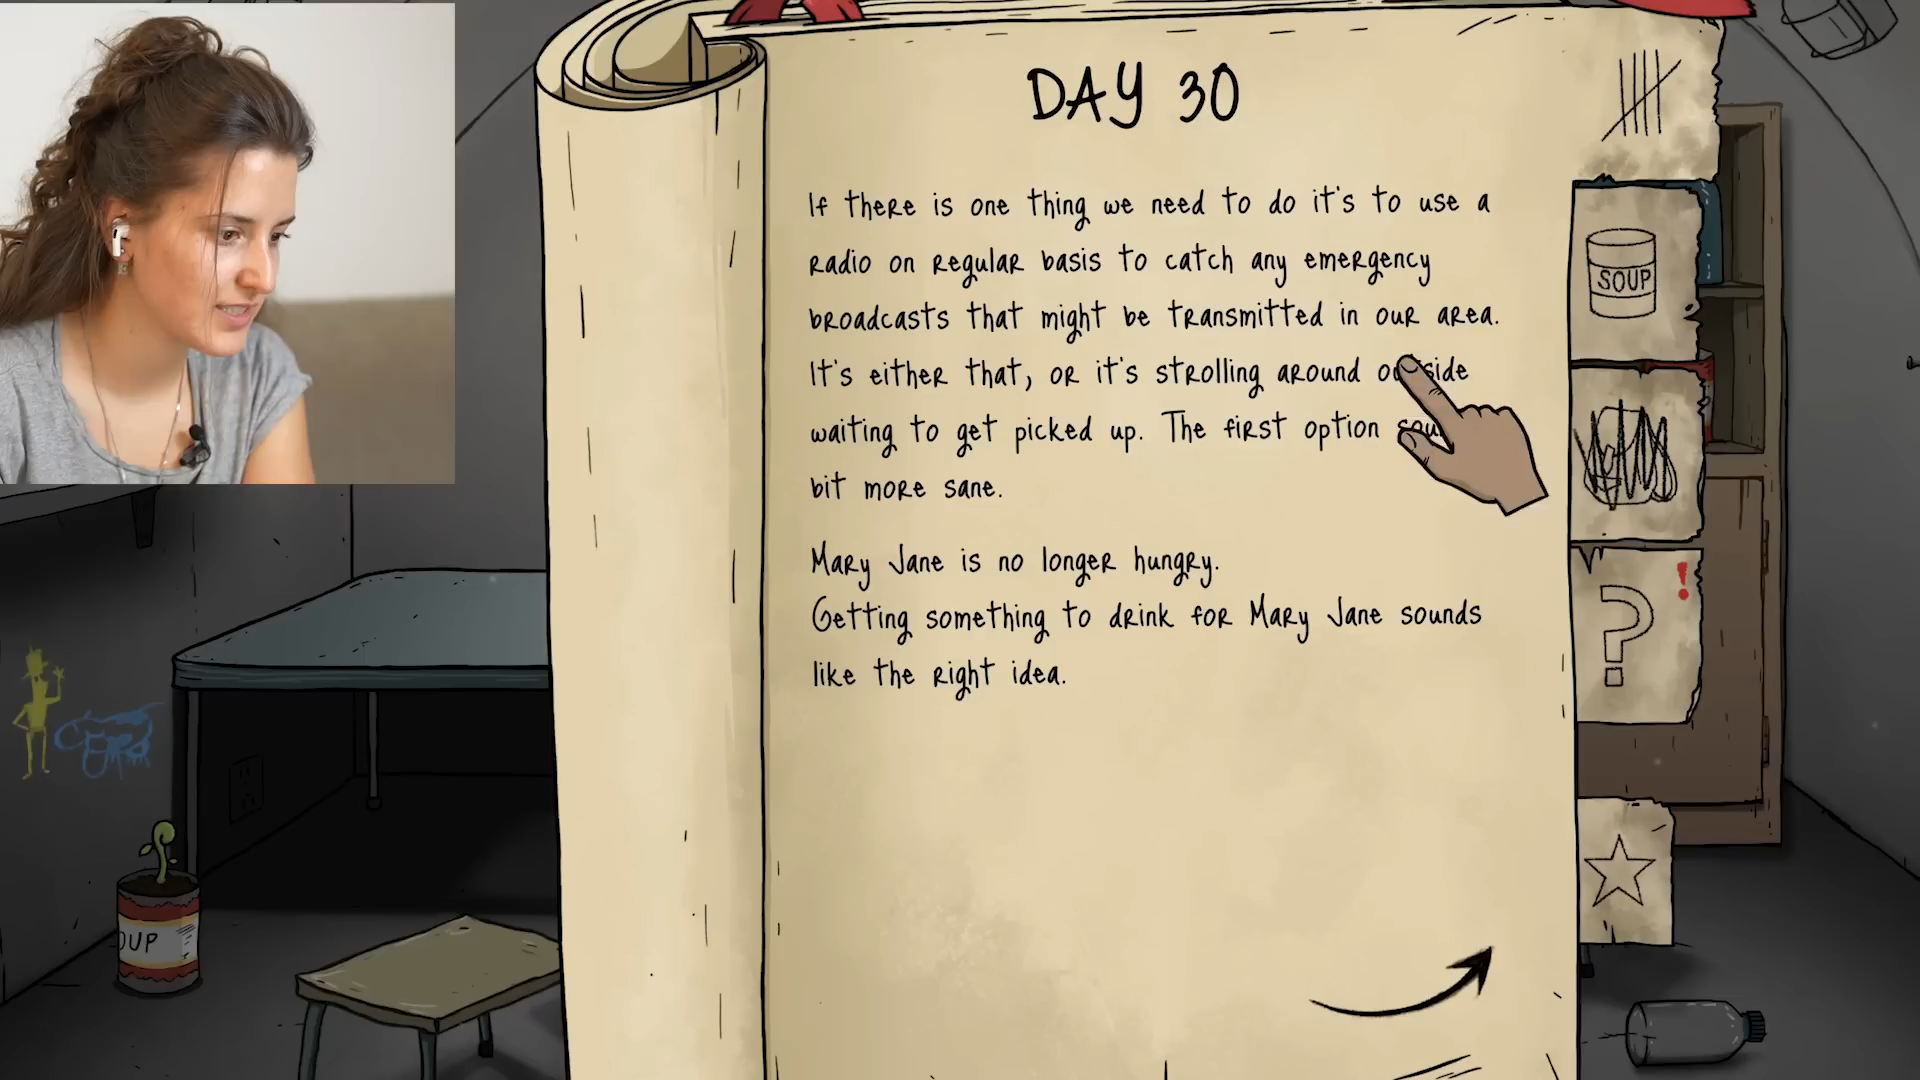 DAY 30
If there is one thing we need to do it's to use a
radio on regular basis to catch any emergency
broadcasts that might be transmitted in our area.
It's either that, or it's strolling around
waiting to get picked up. The first option
bit more sane.
Mary Jane is no longer hungry.
Getting something to drink for Mary Jane sounds
like the right idea.
SOUP
?
!
OUP